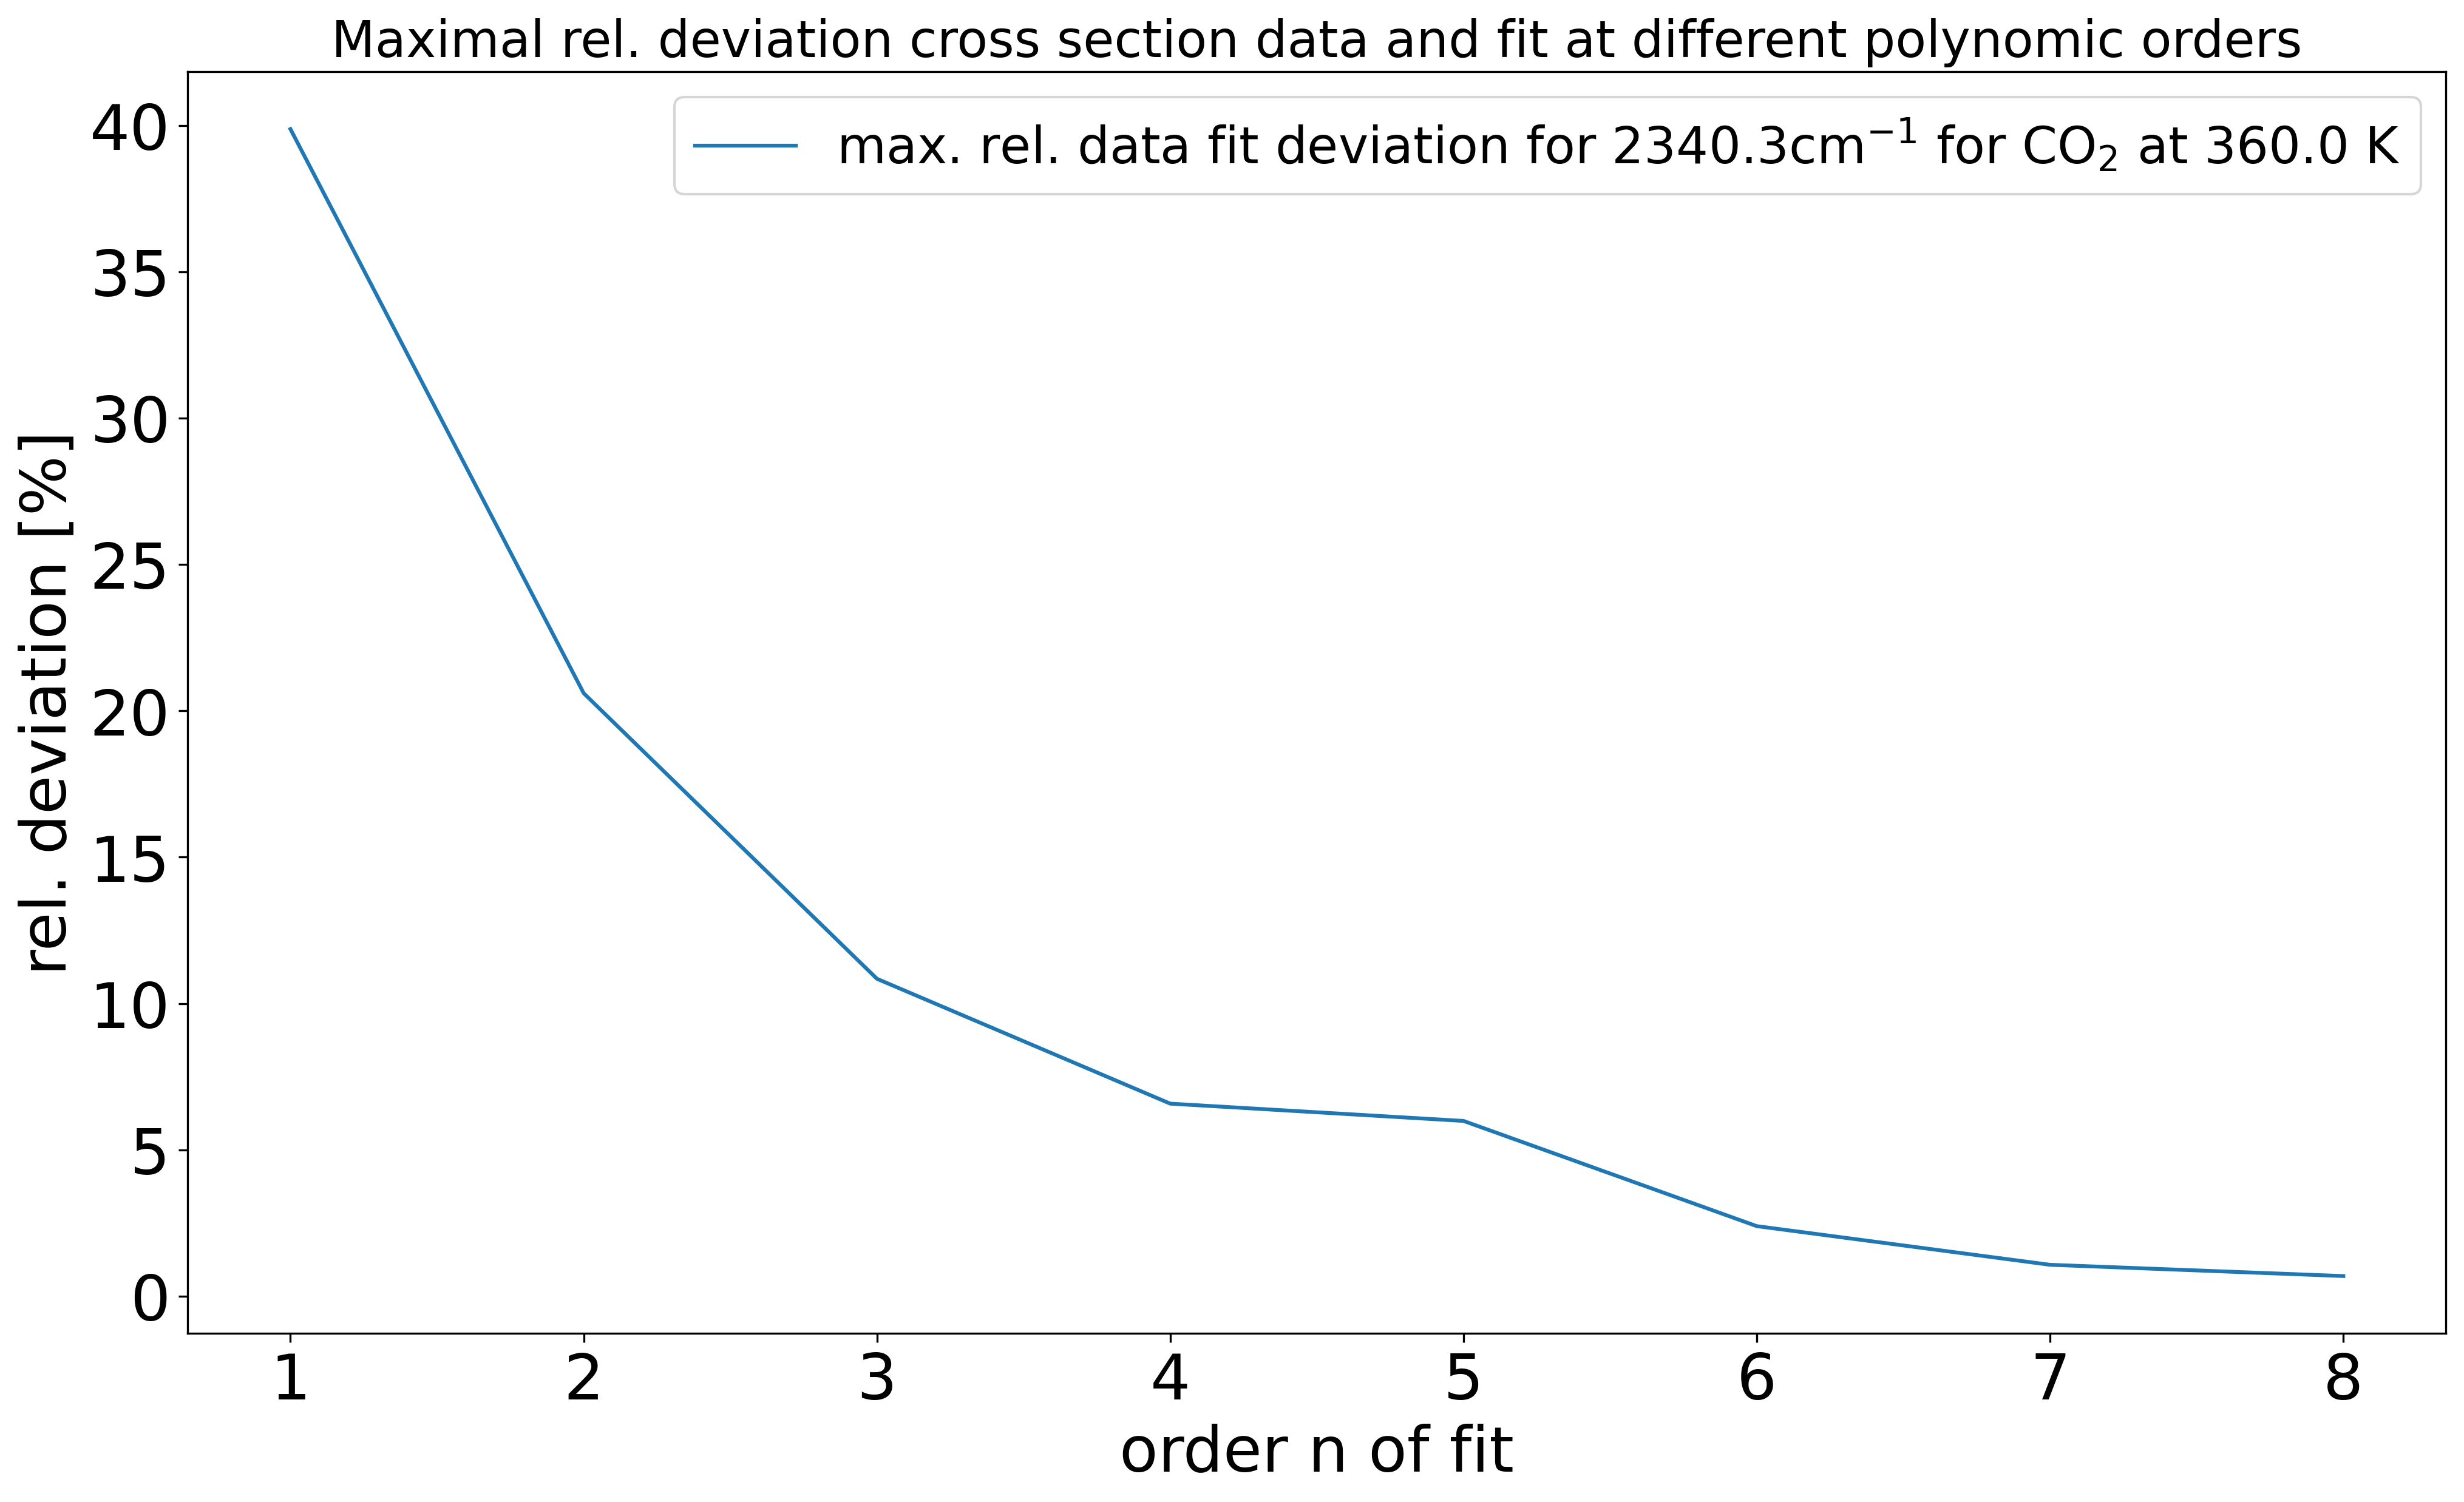 Maximal rel. deviation cross section data and fit at different polynomic orders
max. rel. data fit deviation for 2340.3cm⁻¹ for CO₂ at 360.0 K
rel. deviation [%]
40
35
30
25
20
15
10
5
0
1 2 3 4 5 6 7 8
order n of fit